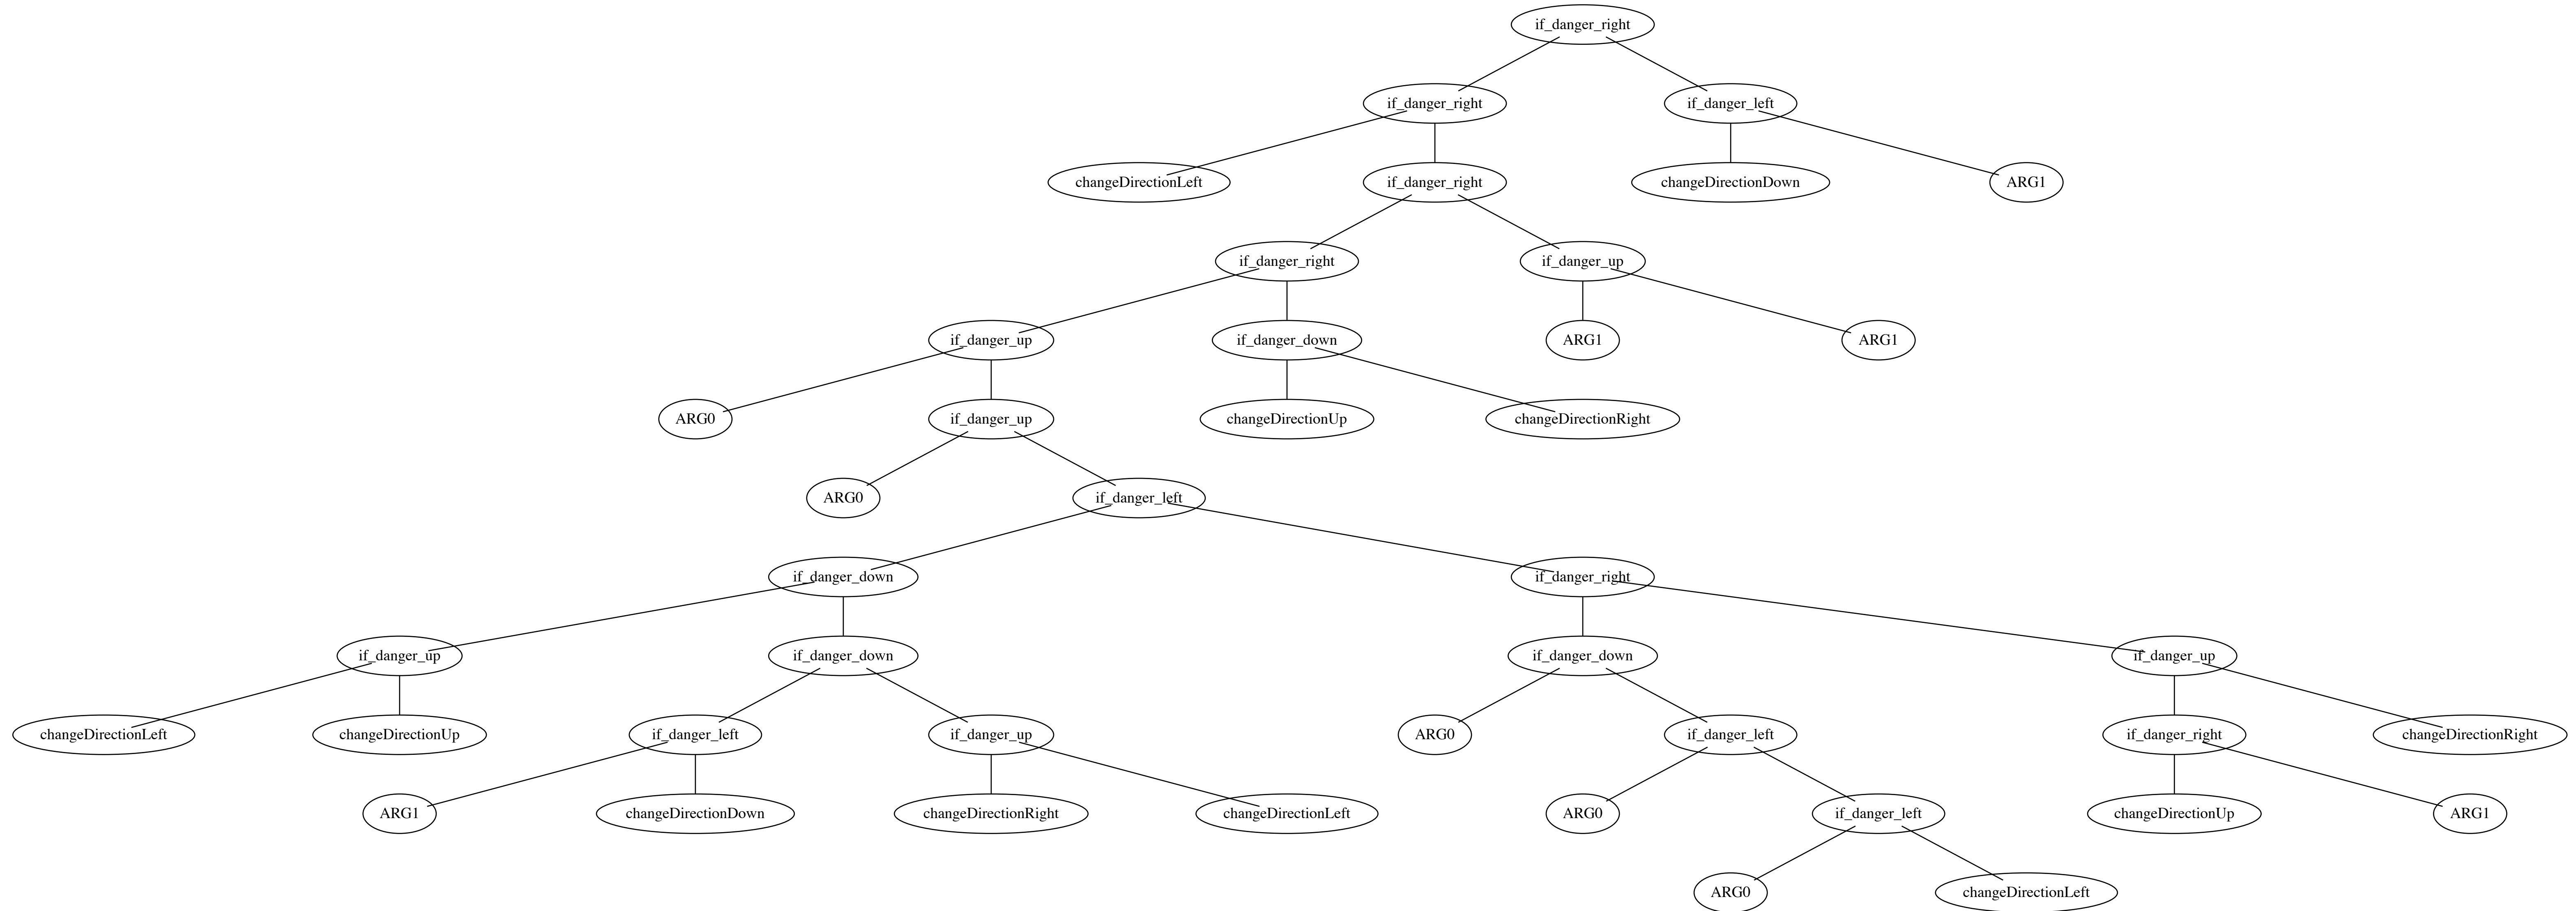 if_danger_right
if_danger_right
if_danger_left
changeDirectionLeft
if_danger_right
changeDirectionDown
ARG1
if_danger_right
if_danger_up
if_danger_up
if_danger_down
ARG1
ARG1
ARG0
if_danger_up
changeDirectionUp
changeDirectionRight
ARG0
if_danger_left
if_danger_down
if_danger_right
if_danger_up
if_danger_down
if_danger_down
if_danger_up
changeDirectionLeft
changeDirectionUp
if_danger_left
if_danger_up
ARG0
if_danger_left
if_danger_right
changeDirectionRight
ARG1
changeDirectionDown
changeDirectionRight
changeDirectionLeft
ARG0
if_danger_left
changeDirectionUp
ARG1
ARG0
changeDirectionLeft